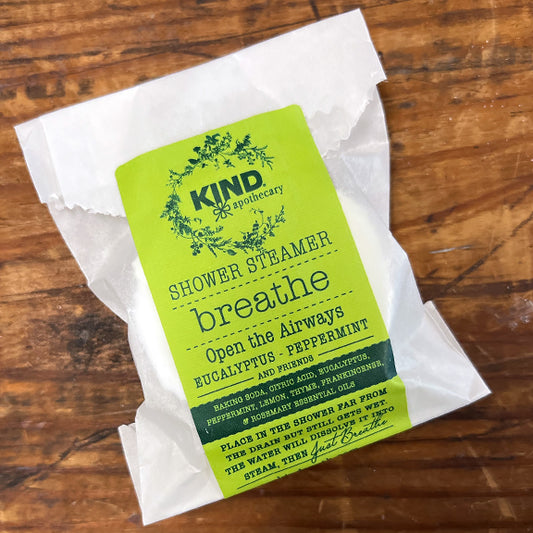 KIND.
apothecary
SHOWER STEAMER
breathe
Open the Airways
EUCALYPTUS - PEPPERMINT
AND FRIENDS
BAKING SODA, CITRIC ACID, EUCALYPTUS,
PEPPERMINT, LEMON, THYME, FRANKINCENSE,
& ROSEMARY ESSENTIAL OILS
PLACE IN THE SHOWER FAR FROM
THE DRAIN BUT STILL GETS WET.
THE WATER WILL DISSOLVE IT INTO
STEAM, THEN Just Breathe